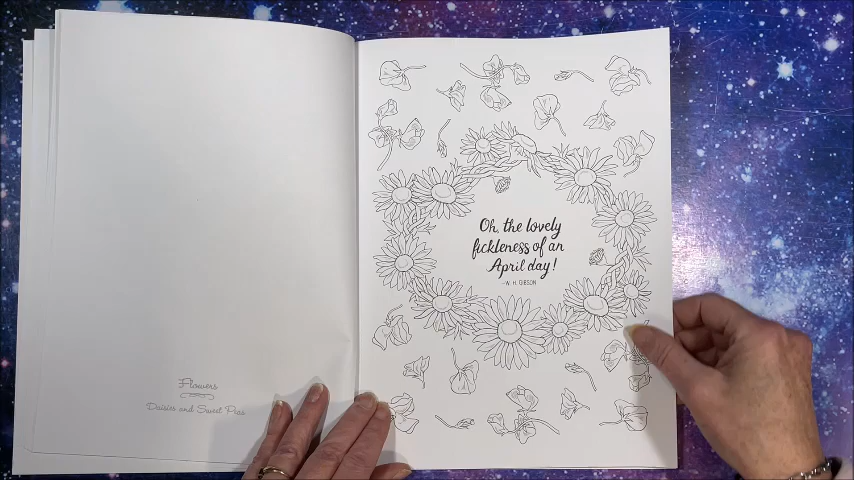 Flowers
Daisies and Sweet Peas
Oh, the lovely
fickleness of an
April day!
—W. H. GIBSON